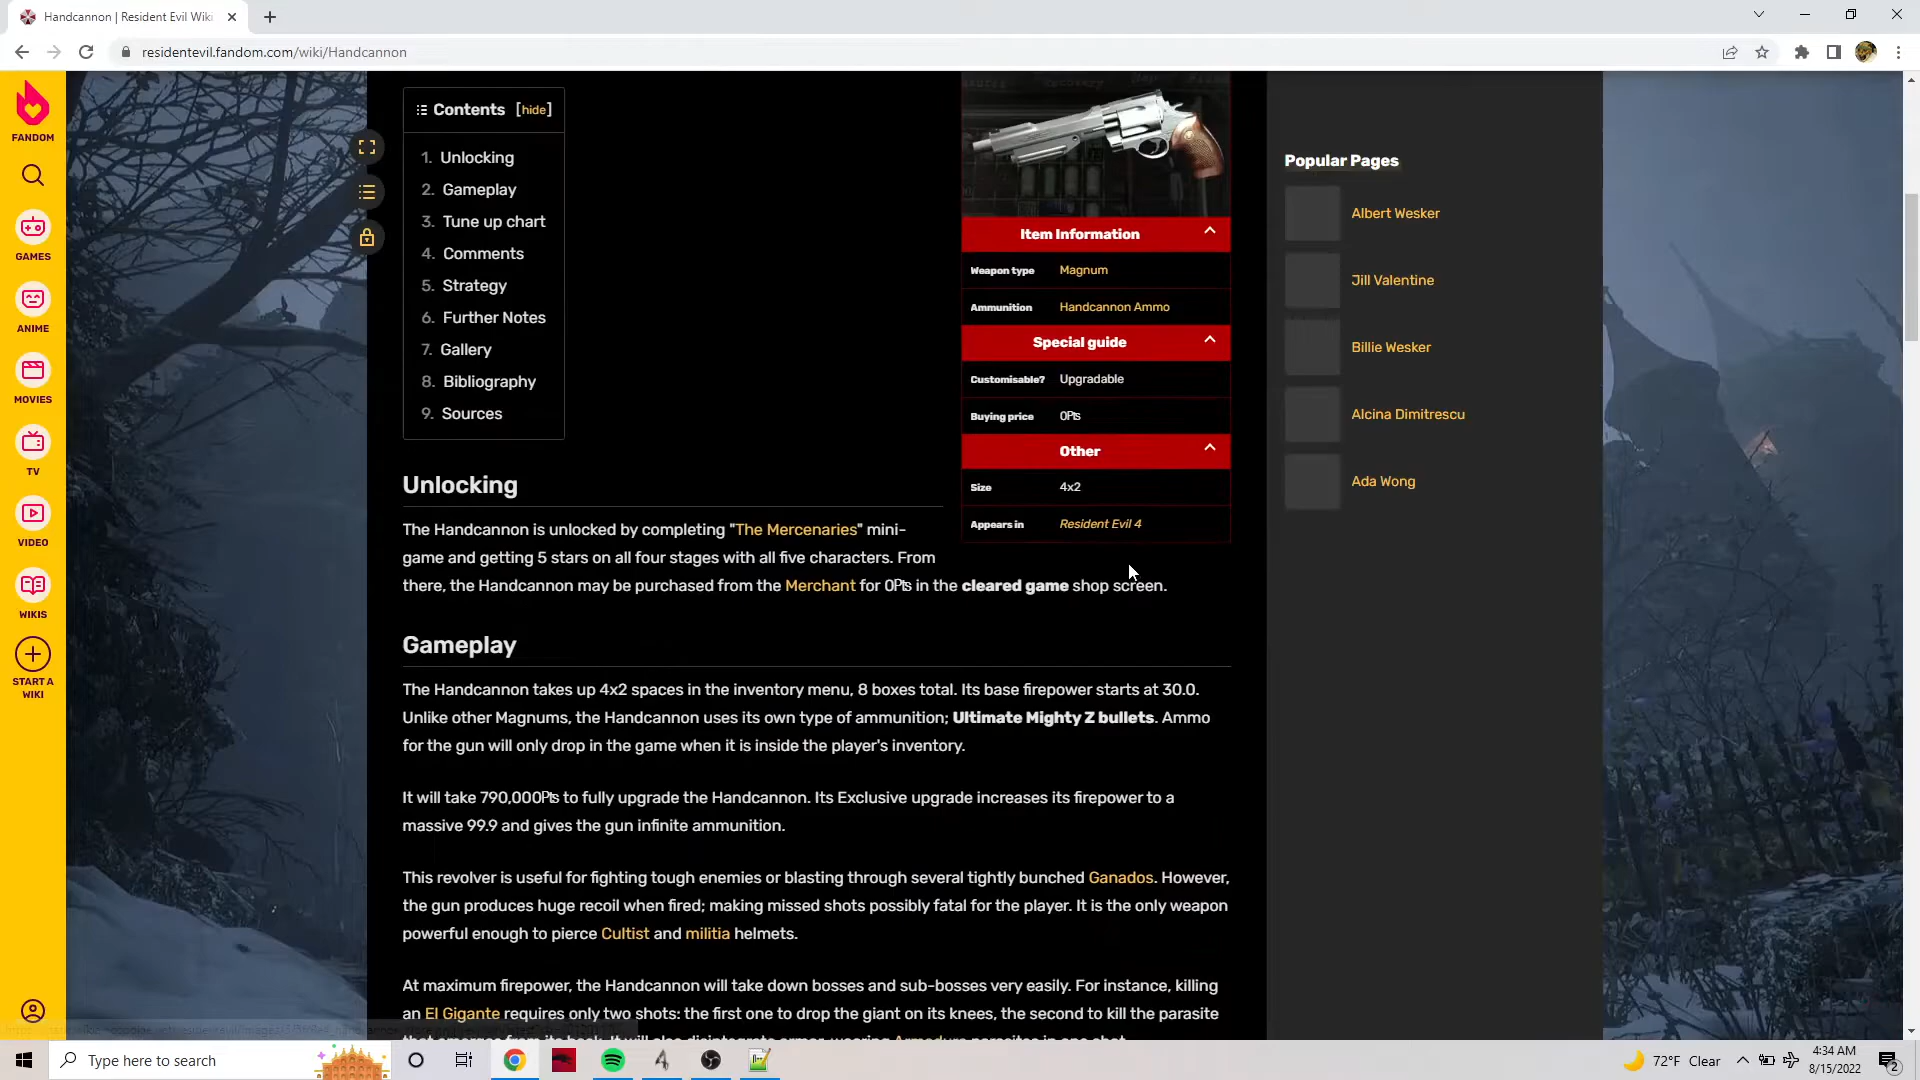 Handcannon | Resident Evil Wiki
residentevil.fandom.com/wiki/Handcannon
FANDOM
GAMES
ANIME
MOVIES
TV
VIDEO
WIKIS
START A
WIKI
Contents [hide]
1. Unlocking
2. Gameplay
3. Tune up chart
4. Comments
5. Strategy
6. Further Notes
7. Gallery
8. Bibliography
9. Sources
Item Information
Weapon type Magnum
Ammunition Handcannon Ammo
Special guide
Customisable? Upgradable
Buying price 0₧
Other
Size 4x2
Appears in Resident Evil 4
Popular Pages
Albert Wesker
Jill Valentine
Billie Wesker
Alcina Dimitrescu
Ada Wong
Unlocking
The Handcannon is unlocked by completing "The Mercenaries" mini-
game and getting 5 stars on all four stages with all five characters. From
there, the Handcannon may be purchased from the Merchant for 0₧ in the cleared game shop screen.
Gameplay
The Handcannon takes up 4x2 spaces in the inventory menu, 8 boxes total. Its base firepower starts at 30.0.
Unlike other Magnums, the Handcannon uses its own type of ammunition; Ultimate Mighty Z bullets. Ammo
for the gun will only drop in the game when it is inside the player's inventory.
It will take 790,000₧ to fully upgrade the Handcannon. Its Exclusive upgrade increases its firepower to a
massive 99.9 and gives the gun infinite ammunition.
This revolver is useful for fighting tough enemies or blasting through several tightly bunched Ganados. However,
the gun produces huge recoil when fired; making missed shots possibly fatal for the player. It is the only weapon
powerful enough to pierce Cultist and militia helmets.
At maximum firepower, the Handcannon will take down bosses and sub-bosses very easily. For instance, killing
an El Gigante requires only two shots: the first one to drop the giant on its knees, the second to kill the parasite
Type here to search
72°F Clear
4:34 AM
8/15/2022
2